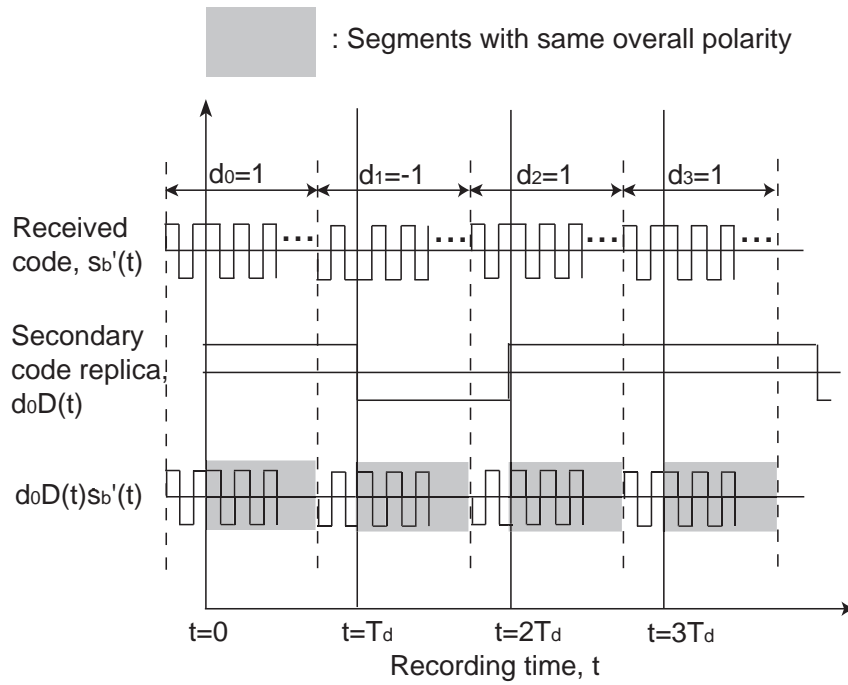 : Segments with same overall polarity
d0=1 d1=-1 d2=1 d3=1
Received
code, sb'(t)
Secondary
code replica,
d0D(t)
d0D(t)sb'(t)
t=0 t=Td t=2Td t=3Td
Recording time, t